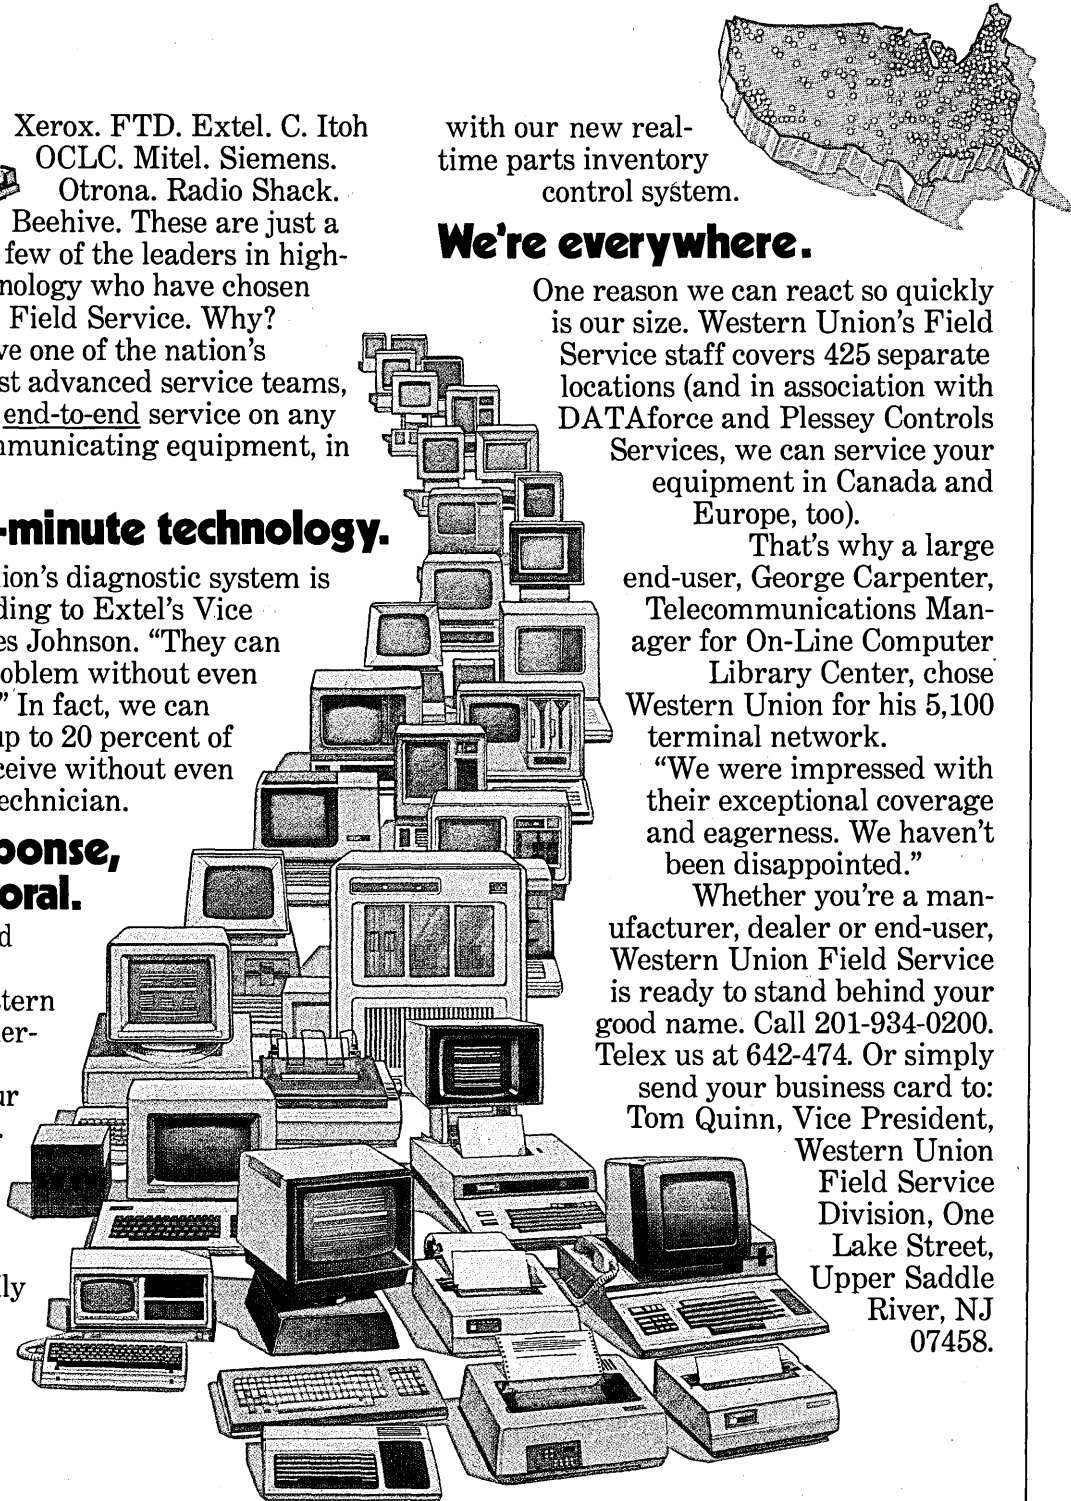 Xerox. FTD. Extel. C. Itoh
OCLC. Mitel. Siemens.
Otrona. Radio Shack.
Beehive. These are just a
few of the leaders in high-
nology who have chosen
Field Service. Why?
ve one of the nation's
st advanced service teams,
end-to-end service on any
mmunicating equipment, in
-minute technology.
ion's diagnostic system is
ding to Extel's Vice
es Johnson. “They can
oblem without even
” In fact, we can
up to 20 percent of
ceive without even
echnician.
ponse,
oral.
d
stern
er-
ur
.
ly
with our new real-
time parts inventory
control system.
We're everywhere.
One reason we can react so quickly
is our size. Western Union's Field
Service staff covers 425 separate
locations (and in association with
DATAforce and Plessey Controls
Services, we can service your
equipment in Canada and
Europe, too).
That's why a large
end-user, George Carpenter,
Telecommunications Man-
ager for On-Line Computer
Library Center, chose
Western Union for his 5,100
terminal network.
“We were impressed with
their exceptional coverage
and eagerness. We haven't
been disappointed.”
Whether you're a man-
ufacturer, dealer or end-user,
Western Union Field Service
is ready to stand behind your
good name. Call 201-934-0200.
Telex us at 642-474. Or simply
send your business card to:
Tom Quinn, Vice President,
Western Union
Field Service
Division, One
Lake Street,
Upper Saddle
River, NJ
07458.